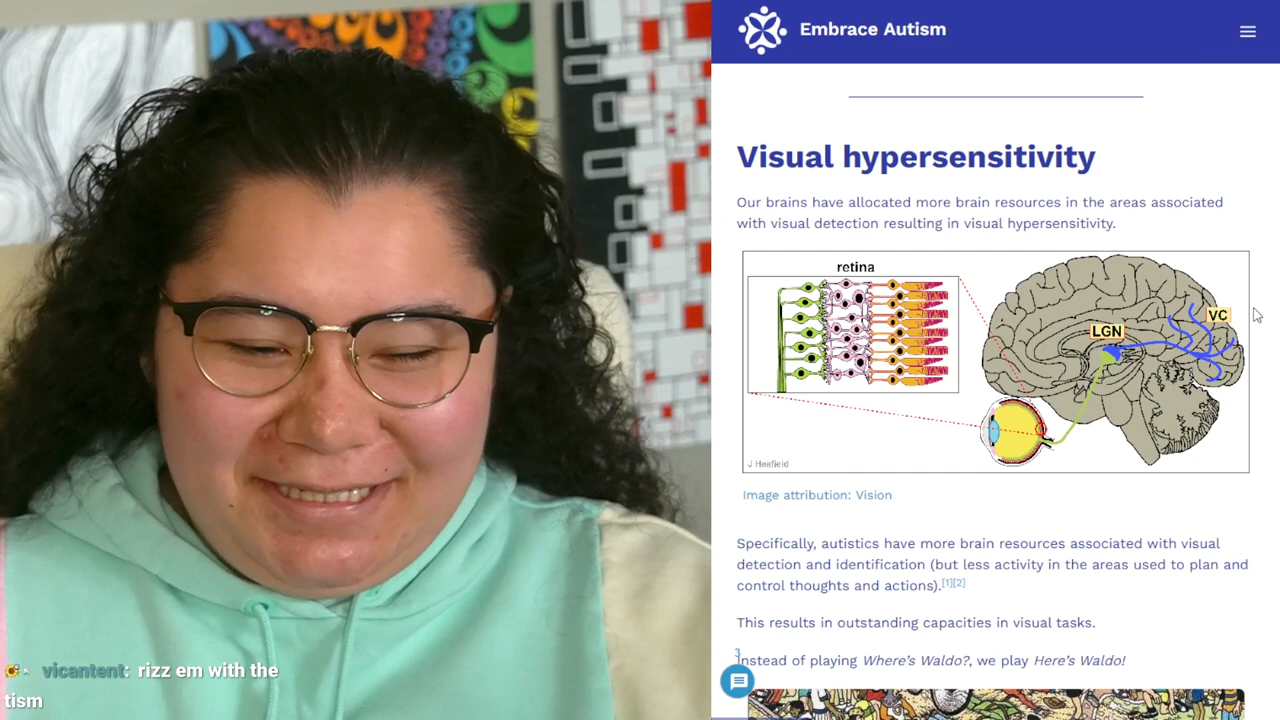 Embrace Autism
Visual hypersensitivity
Our brains have allocated more brain resources in the areas associated
with visual detection resulting in visual hypersensitivity.
retina
LGN
VC
J Heafield
Image attribution: Vision
Specifically, autistics have more brain resources associated with visual
detection and identification (but less activity in the areas used to plan and
control thoughts and actions).[1][2]
This results in outstanding capacities in visual tasks.
3
Instead of playing Where's Waldo?, we play Here's Waldo!
vicantent: rizz em with the
tism